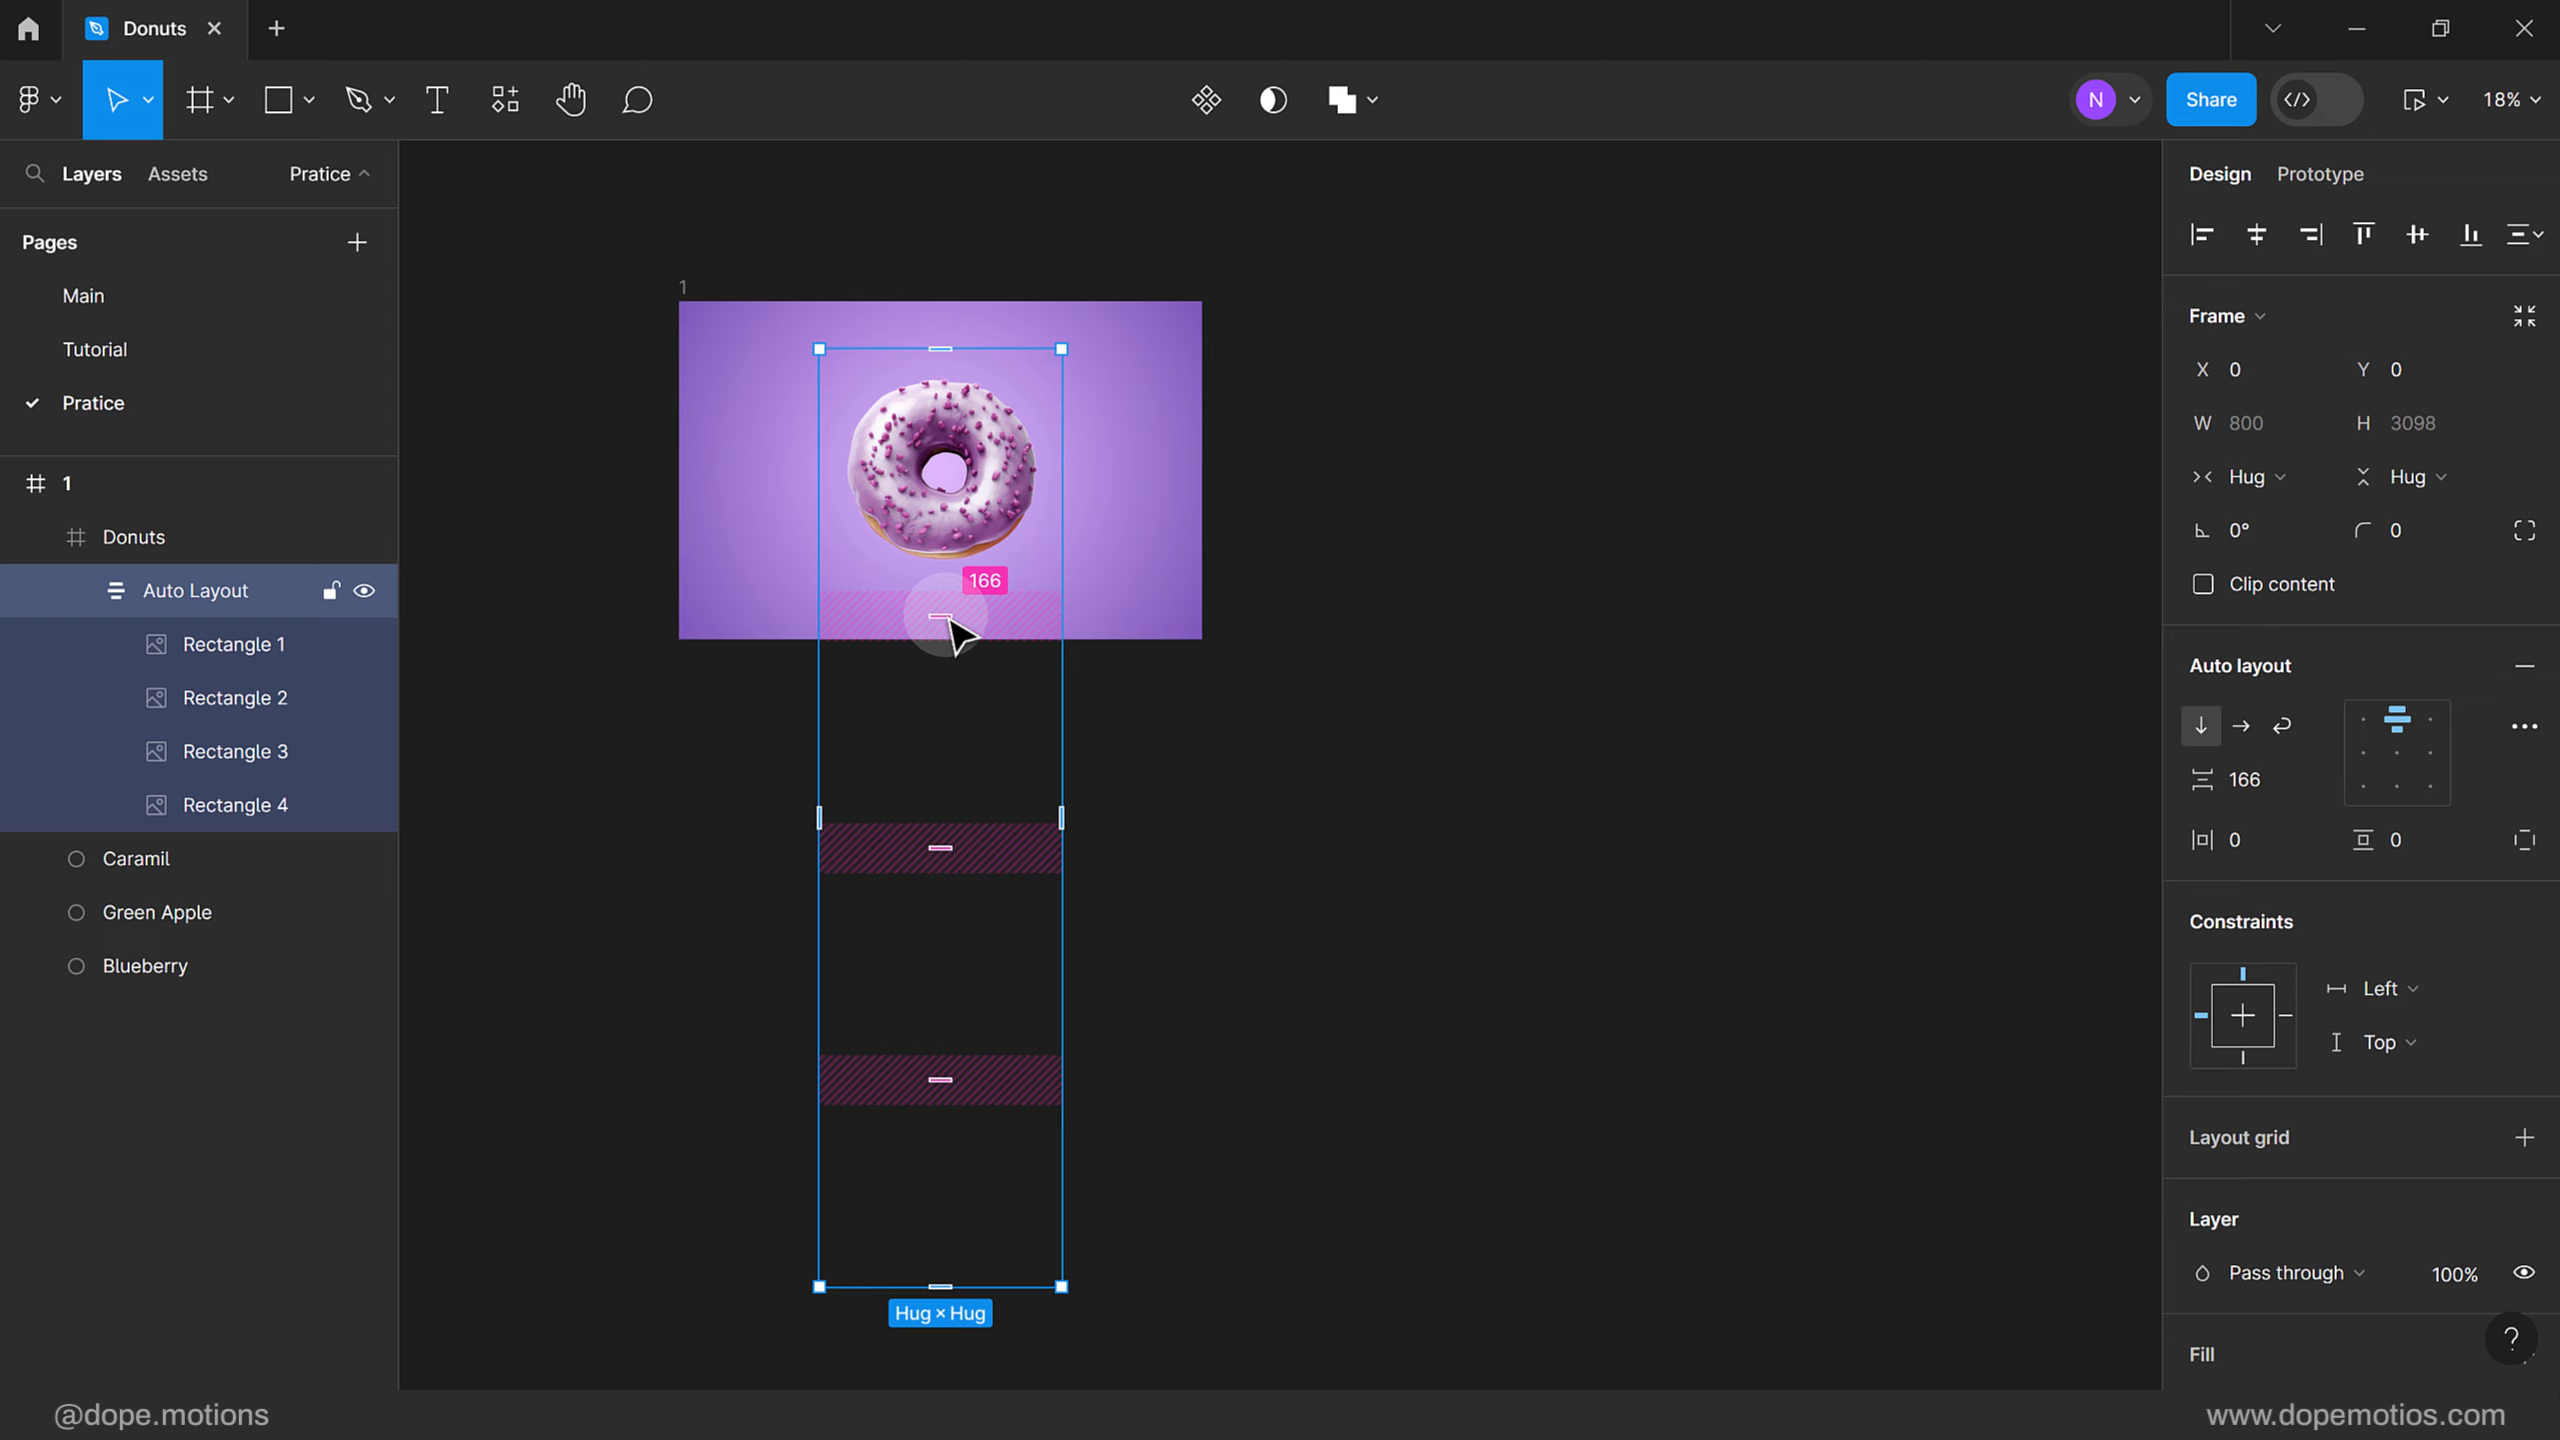 Donuts
N
Share
18%
Layers
Assets
Pratice
Design
Prototype
Pages
Main
Tutorial
Pratice
1
Donuts
Auto Layout
Rectangle 1
Rectangle 2
Rectangle 3
Rectangle 4
Caramil
Green Apple
Blueberry
1
166
Hug × Hug
Frame
X 0 Y 0
W 800 H 3098
Hug Hug
0° 0
Clip content
Auto layout
166
0 0
Constraints
Left
Top
Layout grid
Layer
Pass through 100%
Fill
?
@dope.motions
www.dopemotios.com